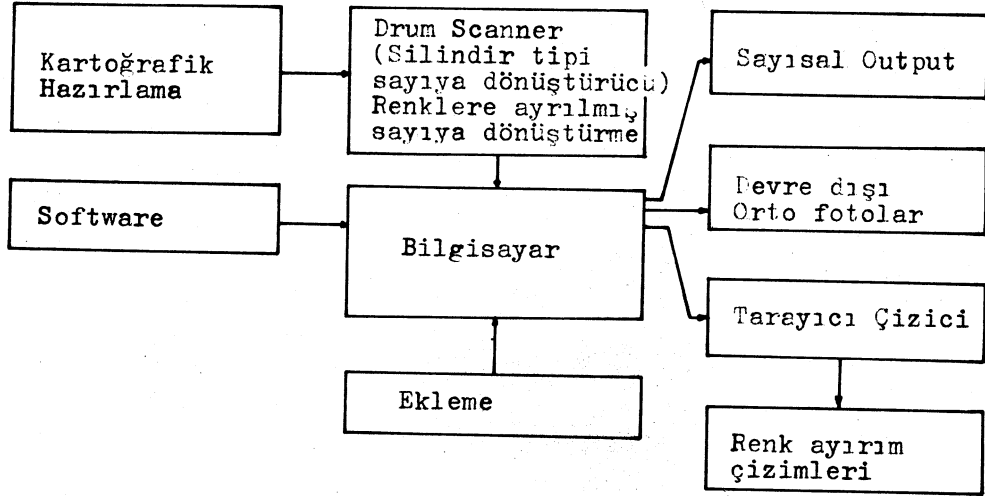 Kartoğrafik
Hazırlama
Drum Scanner
(Silindir tipi
sayıya dönüştürücü)
Renklere ayrılmış
sayıya dönüştürme
Sayısal Output
Software
Bilgisayar
Devre dışı
Orto fotolar
Tarayıcı Çizici
Ekleme
Renk ayırım
çizimleri